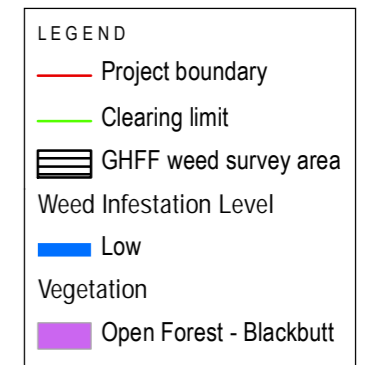 LEGEND
Project boundary
Clearing limit
GHFF weed survey area
Weed Infestation Level
Low
Vegetation
Open Forest - Blackbutt